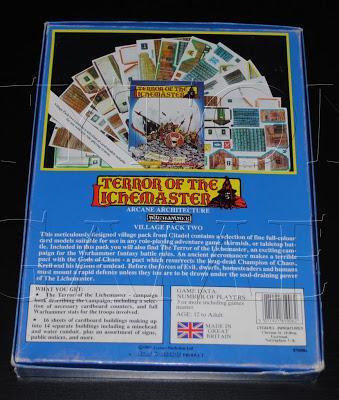 TERROR OF THE
LICHEMASTER
TERROR OF THE
LICHEMASTER
ARCANE ARCHITECTURE
WARHAMMER
VILLAGE PACK TWO
This meticulously designed village pack from Citadel contains a selection of fine full-colour
card models suitable for use in any role-playing adventure game, skirmish, or tabletop bat-
tle. Included in this pack you will also find The Terror of the Lichemaster, an exciting cam-
paign for the Warhammer fantasy battle rules. An ancient necromancer makes a terrible
pact with the Gods of Chaos - a pact which resurrects the long-dead Champion of Chaos,
Krell and his legions of undead. Before the forces of Evil, dwarfs, homesteaders and humans
must mount a rapid defence unless they are to be drawn under the soul-draining power
of The Lichemaster.
WHAT YOU GET:
The Terror of the Lichemaster - campaign
book describing the campaign, including a selec-
tion of necessary cardboard counters, and full
Warhammer stats for the troops involved.
16 sheets of cardboard buildings making up
into 14 separate buildings including a minehead
and water conduit, plus an assortment of signs,
public notices, and more.
GAME DATA:
NUMBER OF PLAYERS
2 or more including games
master
AGE: 12 to Adult
MADE IN
GREAT
BRITAIN
CITADEL MINIATURES
PRODUCT